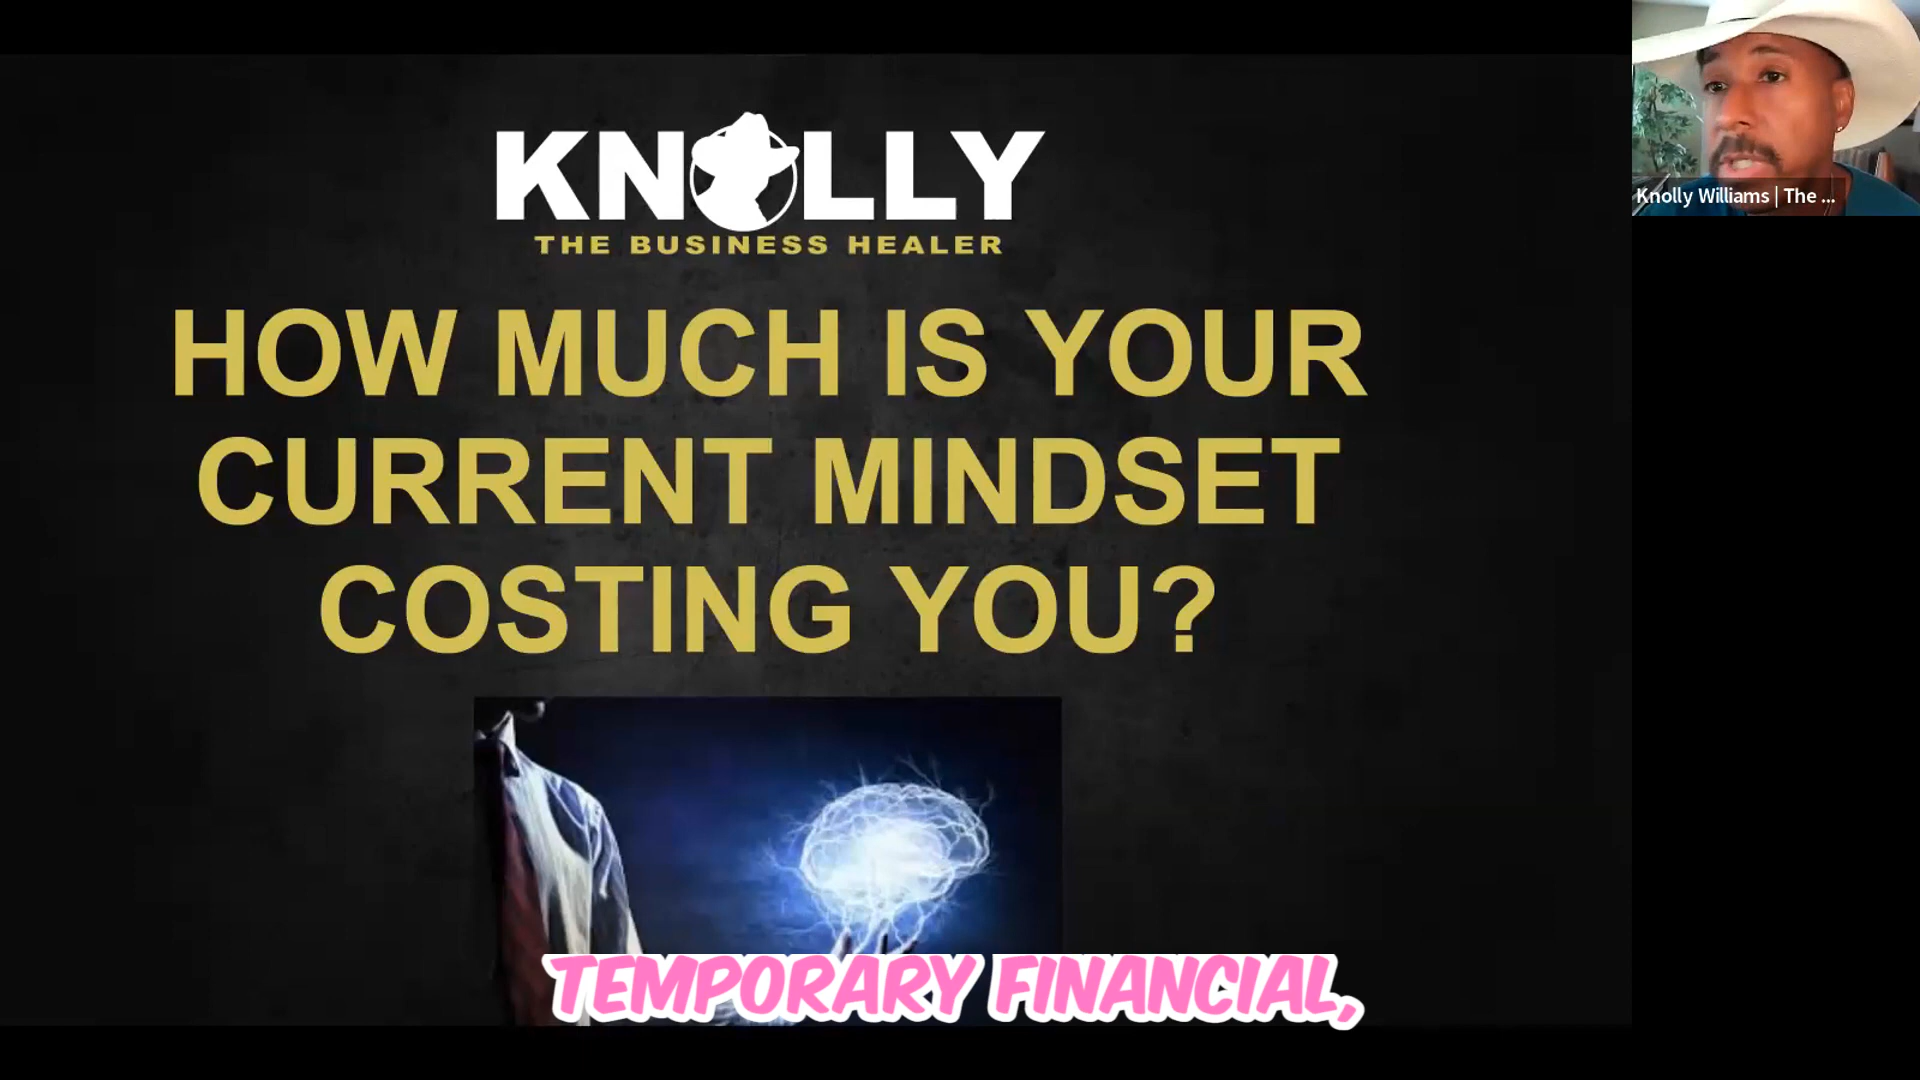 KNOLLY
THE BUSINESS HEALER
HOW MUCH IS YOUR
CURRENT MINDSET
COSTING YOU?
TEMPORARY FINANCIAL,
Knolly Williams | The ...